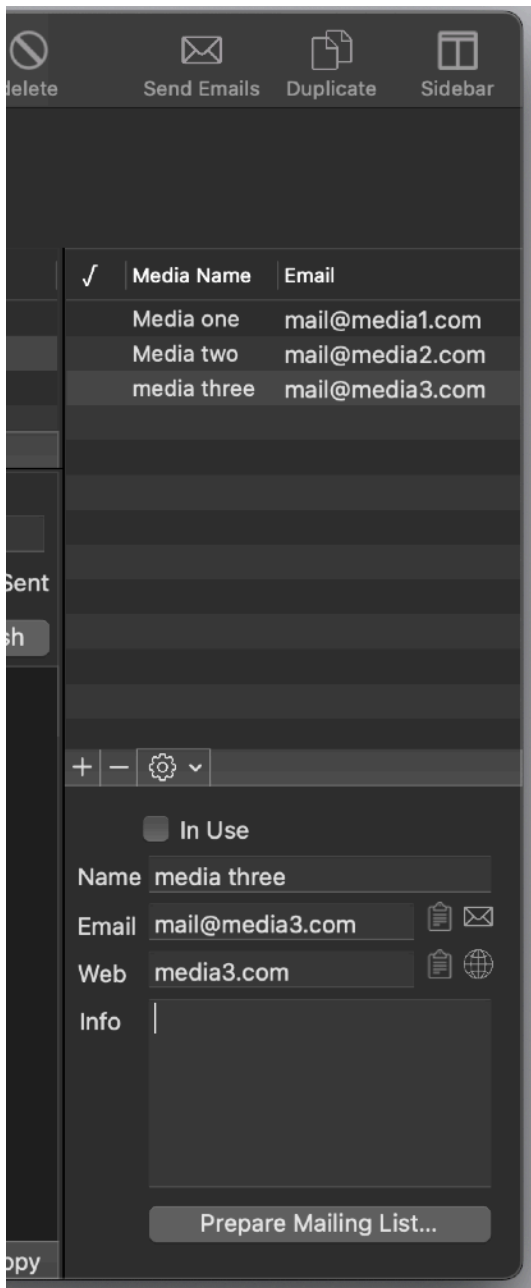 delete Send Emails Duplicate Sidebar
√ Media Name Email
Media one mail@media1.com
Media two mail@media2.com
media three mail@media3.com
Sent
sh
In Use
Name media three
Email mail@media3.com
Web media3.com
Info
Prepare Mailing List...
opy